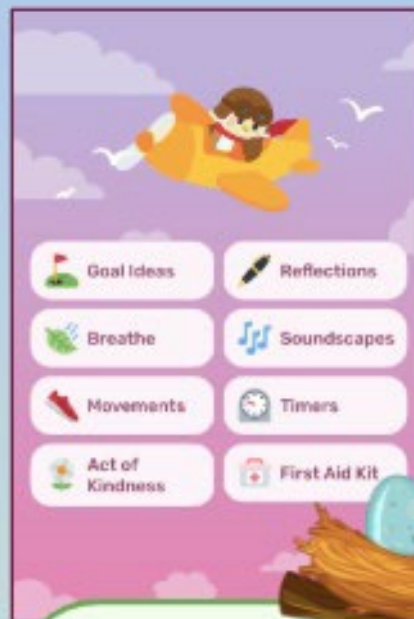 Goal Ideas
Reflections
Breathe
Soundscapes
Movements
Timers
Act of
Kindness
First Aid Kit